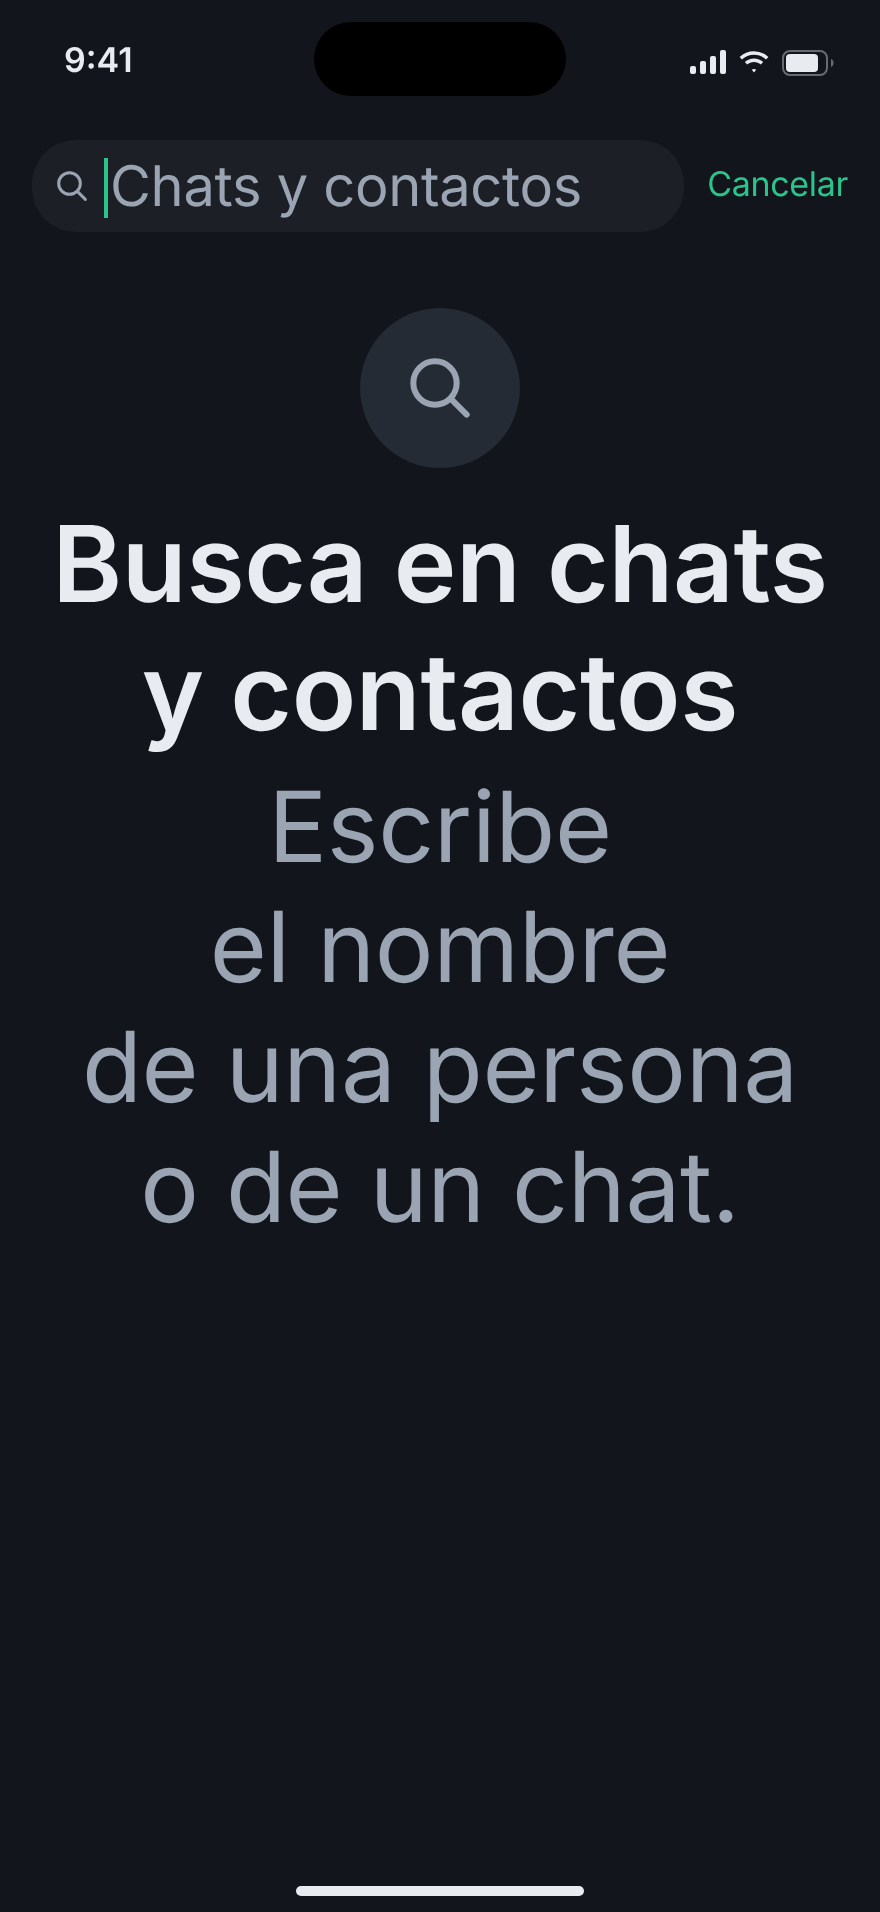 9:41
Chats y contactos
Cancelar
Busca en chats
y contactos
Escribe
el nombre
de una persona
o de un chat.